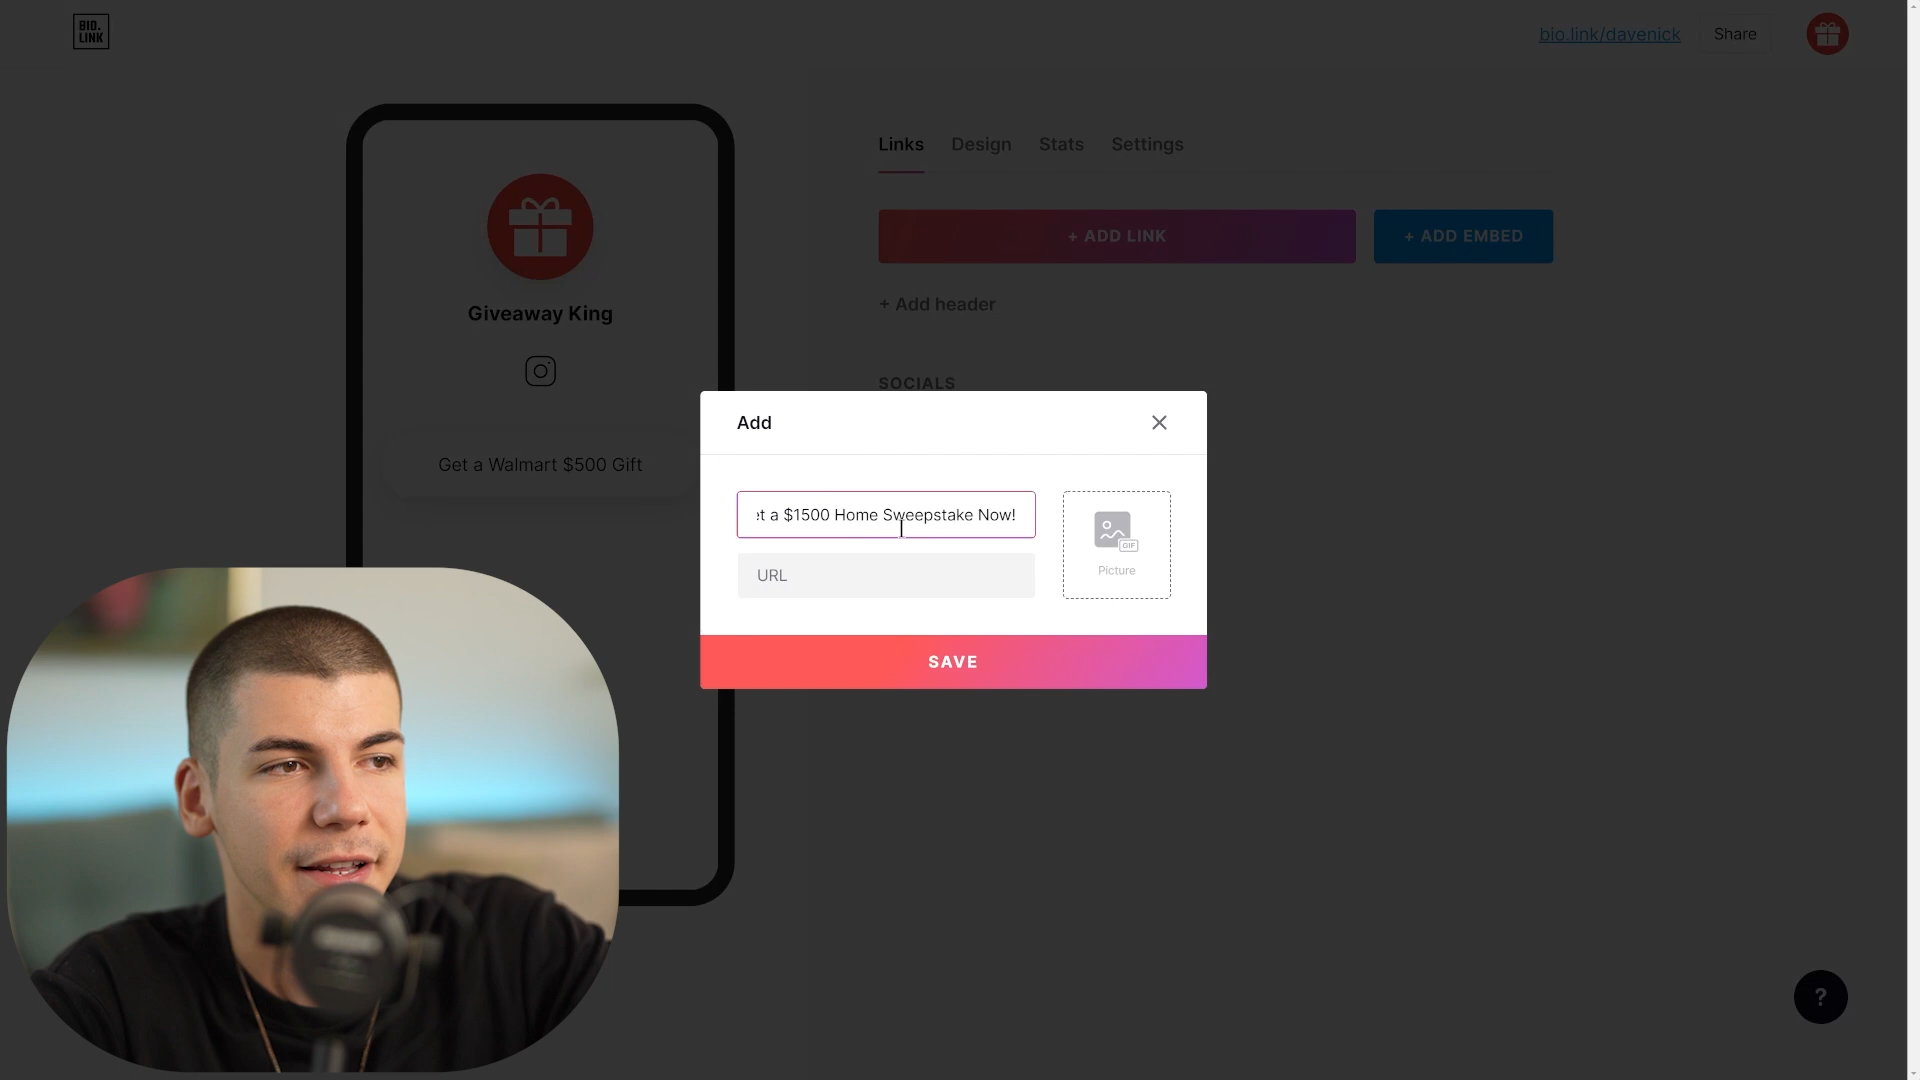 BIO.
LINK
bio.link/davenick
Share
Links
Design
Stats
Settings
+ ADD LINK
+ ADD EMBED
+ Add header
SOCIALS
Giveaway King
Get a Walmart $500 Gift
Add
et a $1500 Home Sweepstake Now!
URL
GIF
Picture
SAVE
?